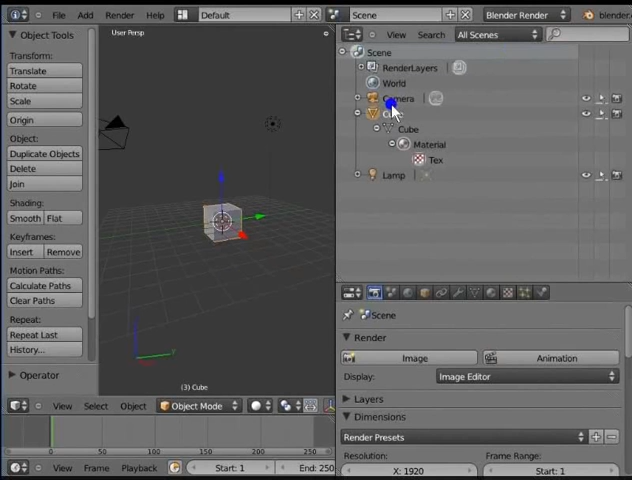 File Add Render Help Default Scene Blender Render blender.
Object Tools
Transform:
Translate
Rotate
Scale
Origin
Object:
Duplicate Objects
Delete
Join
Shading:
Smooth Flat
Keyframes:
Insert Remove
Motion Paths:
Calculate Paths
Clear Paths
Repeat:
Repeat Last
History...
Operator
User Persp
(3) Cube
View Select Object Object Mode
0 50 100 150 200 250
View Frame Playback Start: 1 End: 250
View Search All Scenes
Scene
RenderLayers
World
Camera
Cube
Material
Tex
Lamp
Scene
Render
Image Animation
Display: Image Editor
Layers
Dimensions
Render Presets
Resolution: Frame Range:
X: 1920 Start: 1